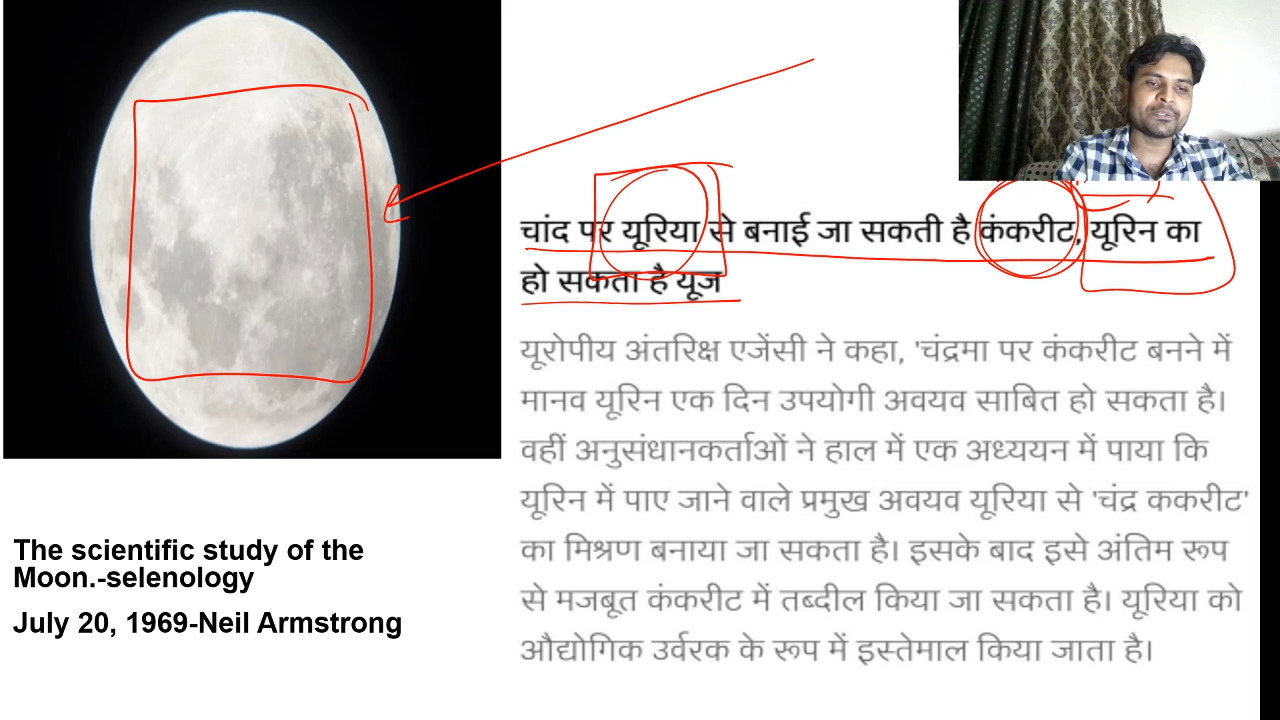 चांद पर यूरिया से बनाई जा सकती है कंकरीट, यूरिन का
हो सकता है यूज
यूरोपीय अंतरिक्ष एजेंसी ने कहा, 'चंद्रमा पर कंकरीट बनने में
मानव यूरिन एक दिन उपयोगी अवयव साबित हो सकता है।
वहीं अनुसंधानकर्ताओं ने हाल में एक अध्ययन में पाया कि
यूरिन में पाए जाने वाले प्रमुख अवयव यूरिया से 'चंद्र ककरीट'
का मिश्रण बनाया जा सकता है। इसके बाद इसे अंतिम रूप
से मजबूत कंकरीट में तब्दील किया जा सकता है। यूरिया को
औद्योगिक उर्वरक के रूप में इस्तेमाल किया जाता है।
The scientific study of the
Moon.-selenology
July 20, 1969-Neil Armstrong